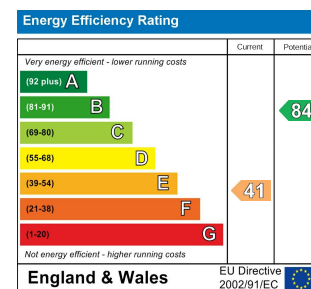 Energy Efficiency Rating
Current Potentia
Very energy efficient - lower running costs
(92 plus) A
(81-91) B
84
(69-80) C
(55-68) D
(39-54) E
41
(21-38) F
(1-20) G
Not energy efficient - higher running costs
England & Wales
EU Directive
2002/91/EC